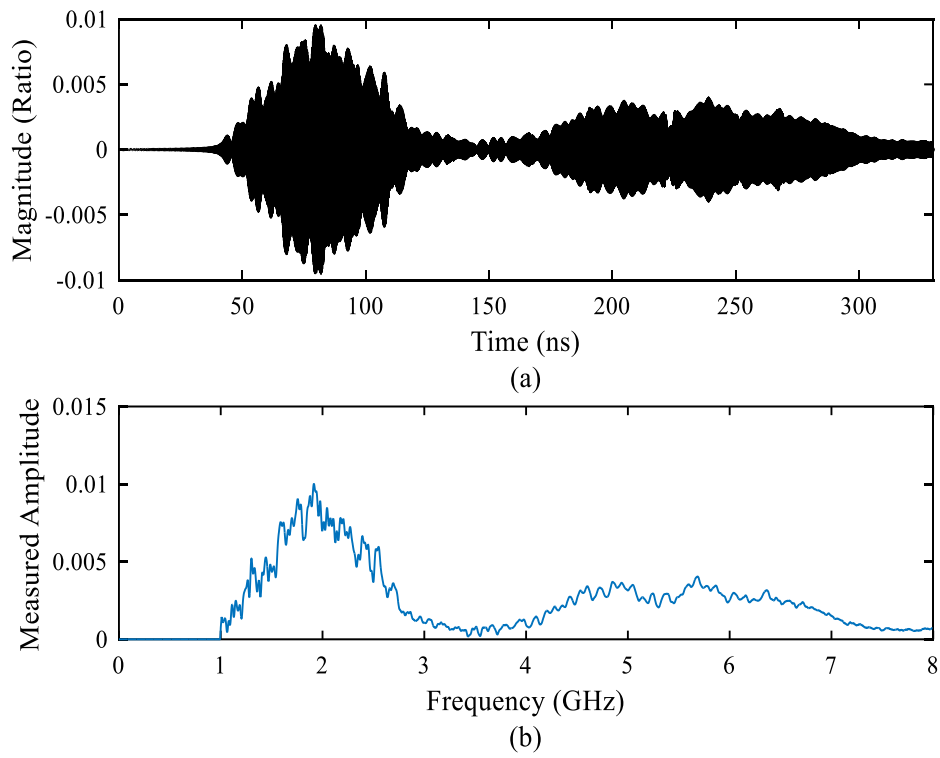 0.01
0.005
0
-0.005
-0.01
Magnitude (Ratio)
0 50 100 150 200 250 300
Time (ns)
(a)
0.015
0.01
0.005
0
Measured Amplitude
0 1 2 3 4 5 6 7 8
Frequency (GHz)
(b)